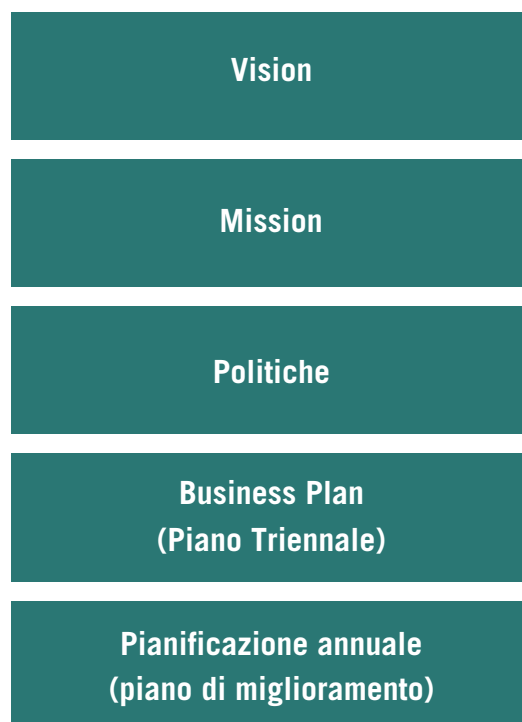 Vision
Mission
Politiche
Business Plan
(Piano Triennale)
Pianificazione annuale
(piano di miglioramento)